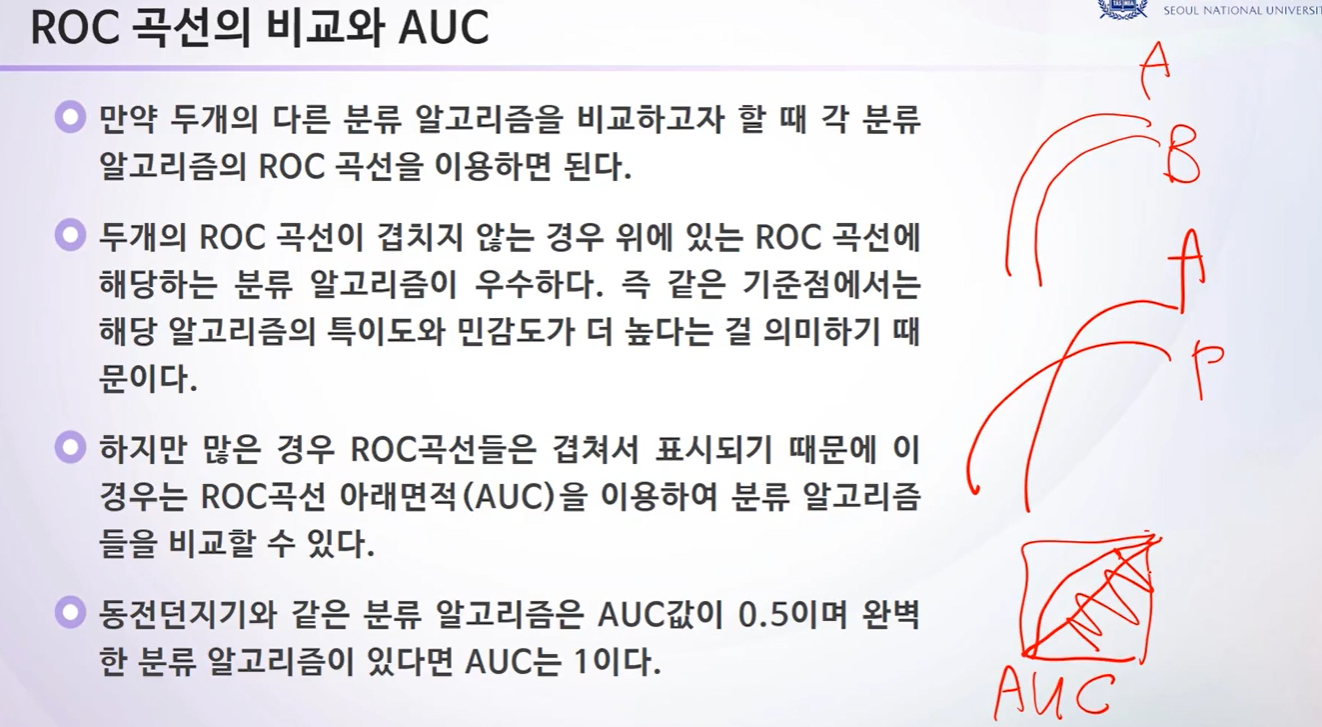 ROC 곡선의 비교와 AUC
SEOUL NATIONAL UNIVERSIT
만약 두개의 다른 분류 알고리즘을 비교하고자 할 때 각 분류
알고리즘의 ROC 곡선을 이용하면 된다.
두개의 ROC 곡선이 겹치지 않는 경우 위에 있는 ROC 곡선에
해당하는 분류 알고리즘이 우수하다. 즉 같은 기준점에서는
해당 알고리즘의 특이도와 민감도가 더 높다는 걸 의미하기 때
문이다.
하지만 많은 경우 ROC곡선들은 겹쳐서 표시되기 때문에 이
경우는 ROC곡선 아래면적(AUC)을 이용하여 분류 알고리즘
들을 비교할 수 있다.
동전던지기와 같은 분류 알고리즘은 AUC값이 0.5이며 완벽
한 분류 알고리즘이 있다면 AUC는 1이다.
A
B
A
AUC